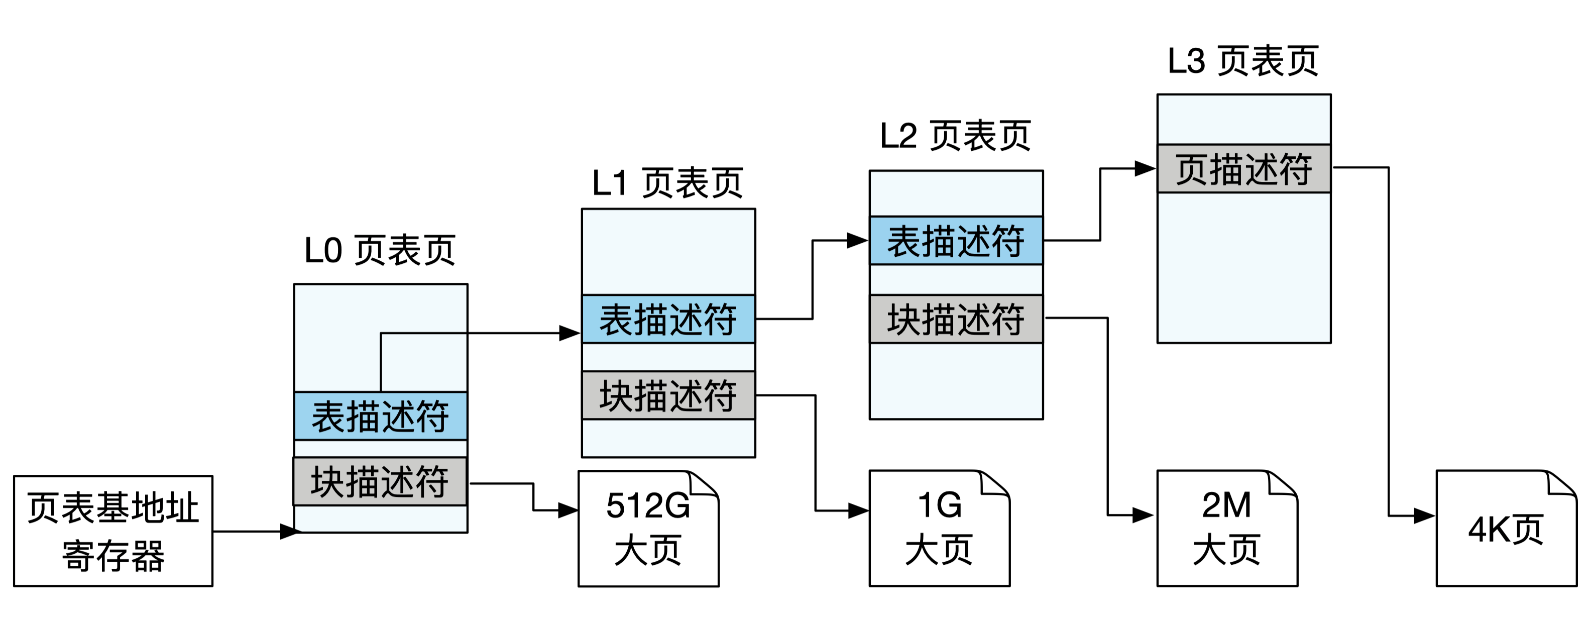 L3 页表页
页描述符
L2 页表页
表描述符
块描述符
L1 页表页
表描述符
块描述符
L0 页表页
表描述符
块描述符
页表基地址
寄存器
512G
大页
1G
大页
2M
大页
4K页